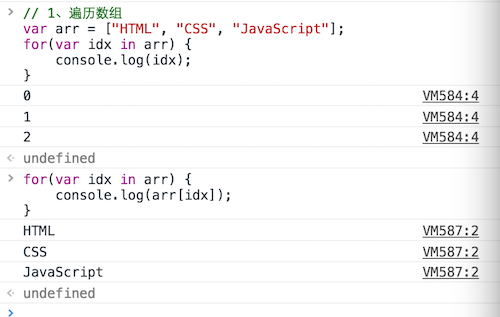 // 1、遍历数组
var arr = ["HTML", "CSS", "JavaScript"];
for(var idx in arr) {
    console.log(idx);
}
0 VM584:4
1 VM584:4
2 VM584:4
undefined
for(var idx in arr) {
    console.log(arr[idx]);
}
HTML VM587:2
CSS VM587:2
JavaScript VM587:2
undefined